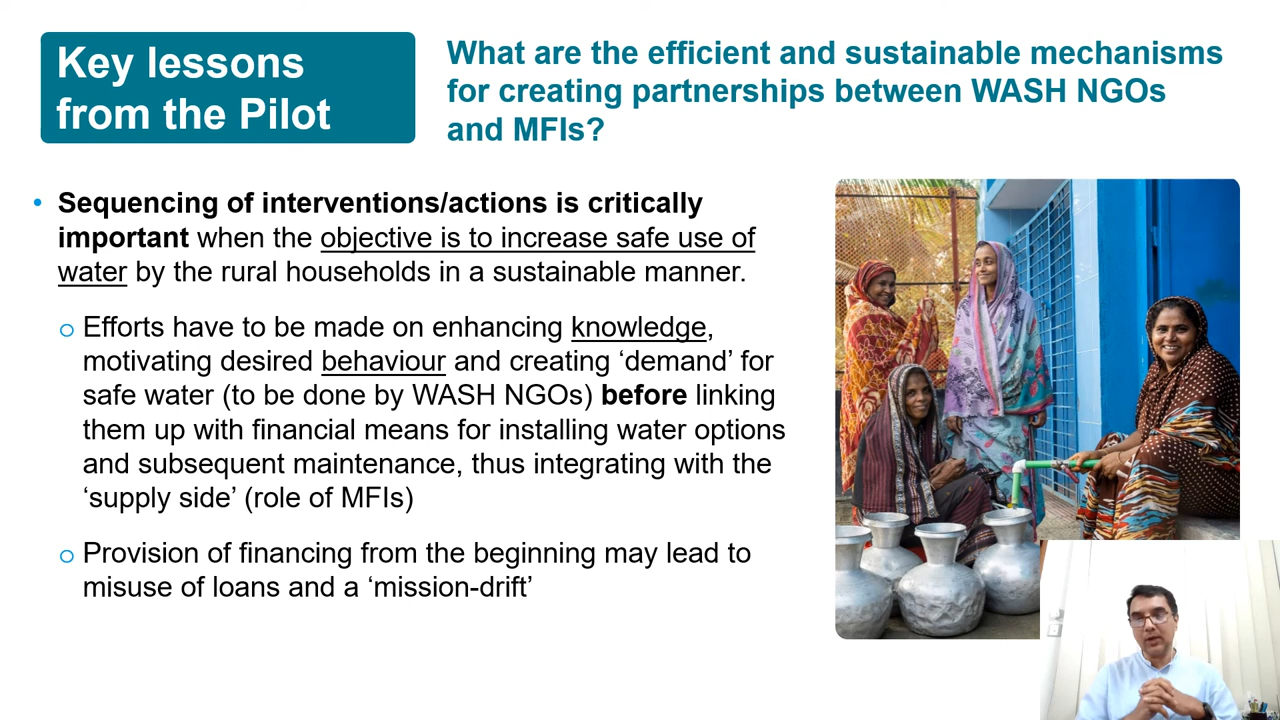 Key lessons
from the Pilot
What are the efficient and sustainable mechanisms
for creating partnerships between WASH NGOs
and MFIs?
• Sequencing of interventions/actions is critically
important when the objective is to increase safe use of
water by the rural households in a sustainable manner.
o Efforts have to be made on enhancing knowledge,
motivating desired behaviour and creating ‘demand’ for
safe water (to be done by WASH NGOs) before linking
them up with financial means for installing water options
and subsequent maintenance, thus integrating with the
‘supply side’ (role of MFIs)
o Provision of financing from the beginning may lead to
misuse of loans and a ‘mission-drift’